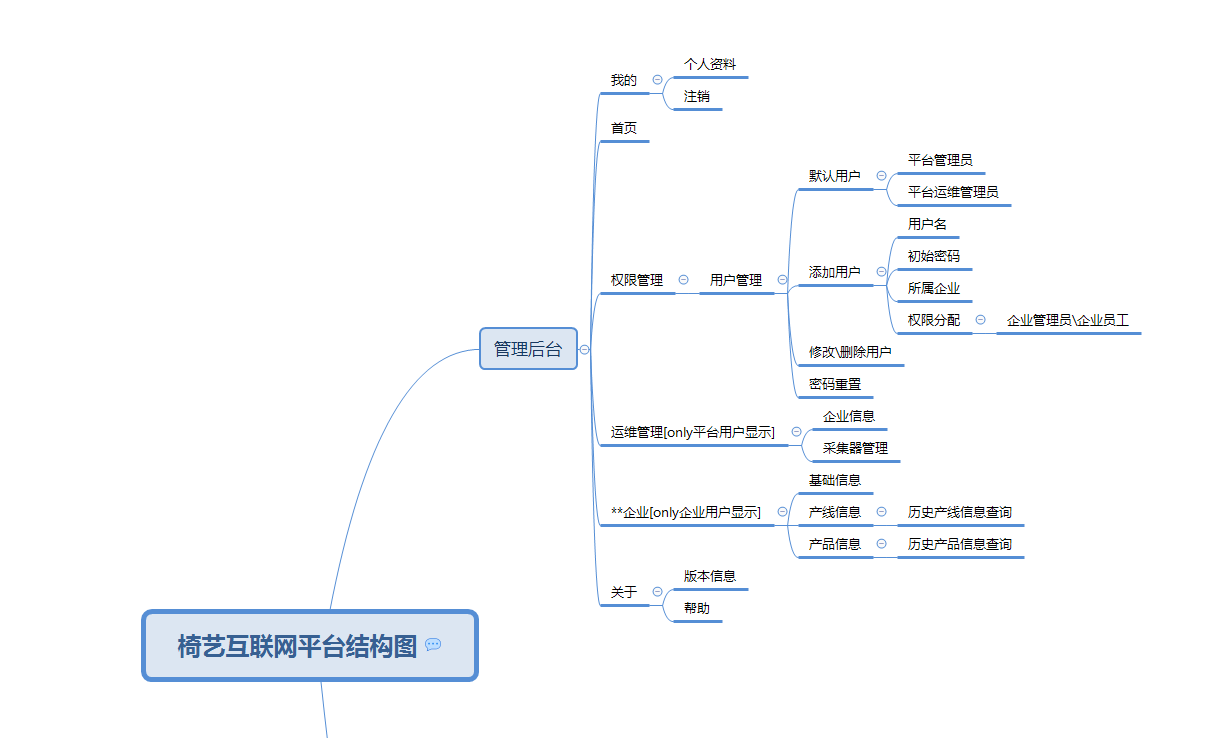 个人资料
我的
注销
首页
平台管理员
默认用户
平台运维管理员
用户名
初始密码
添加用户
权限管理
用户管理
所属企业
权限分配
企业管理员\企业员工
管理后台
修改\删除用户
密码重置
企业信息
运维管理[only平台用户显示]
采集器管理
基础信息
**企业[only企业用户显示]
产线信息
历史产线信息查询
产品信息
历史产品信息查询
版本信息
关于
帮助
椅艺互联网平台结构图